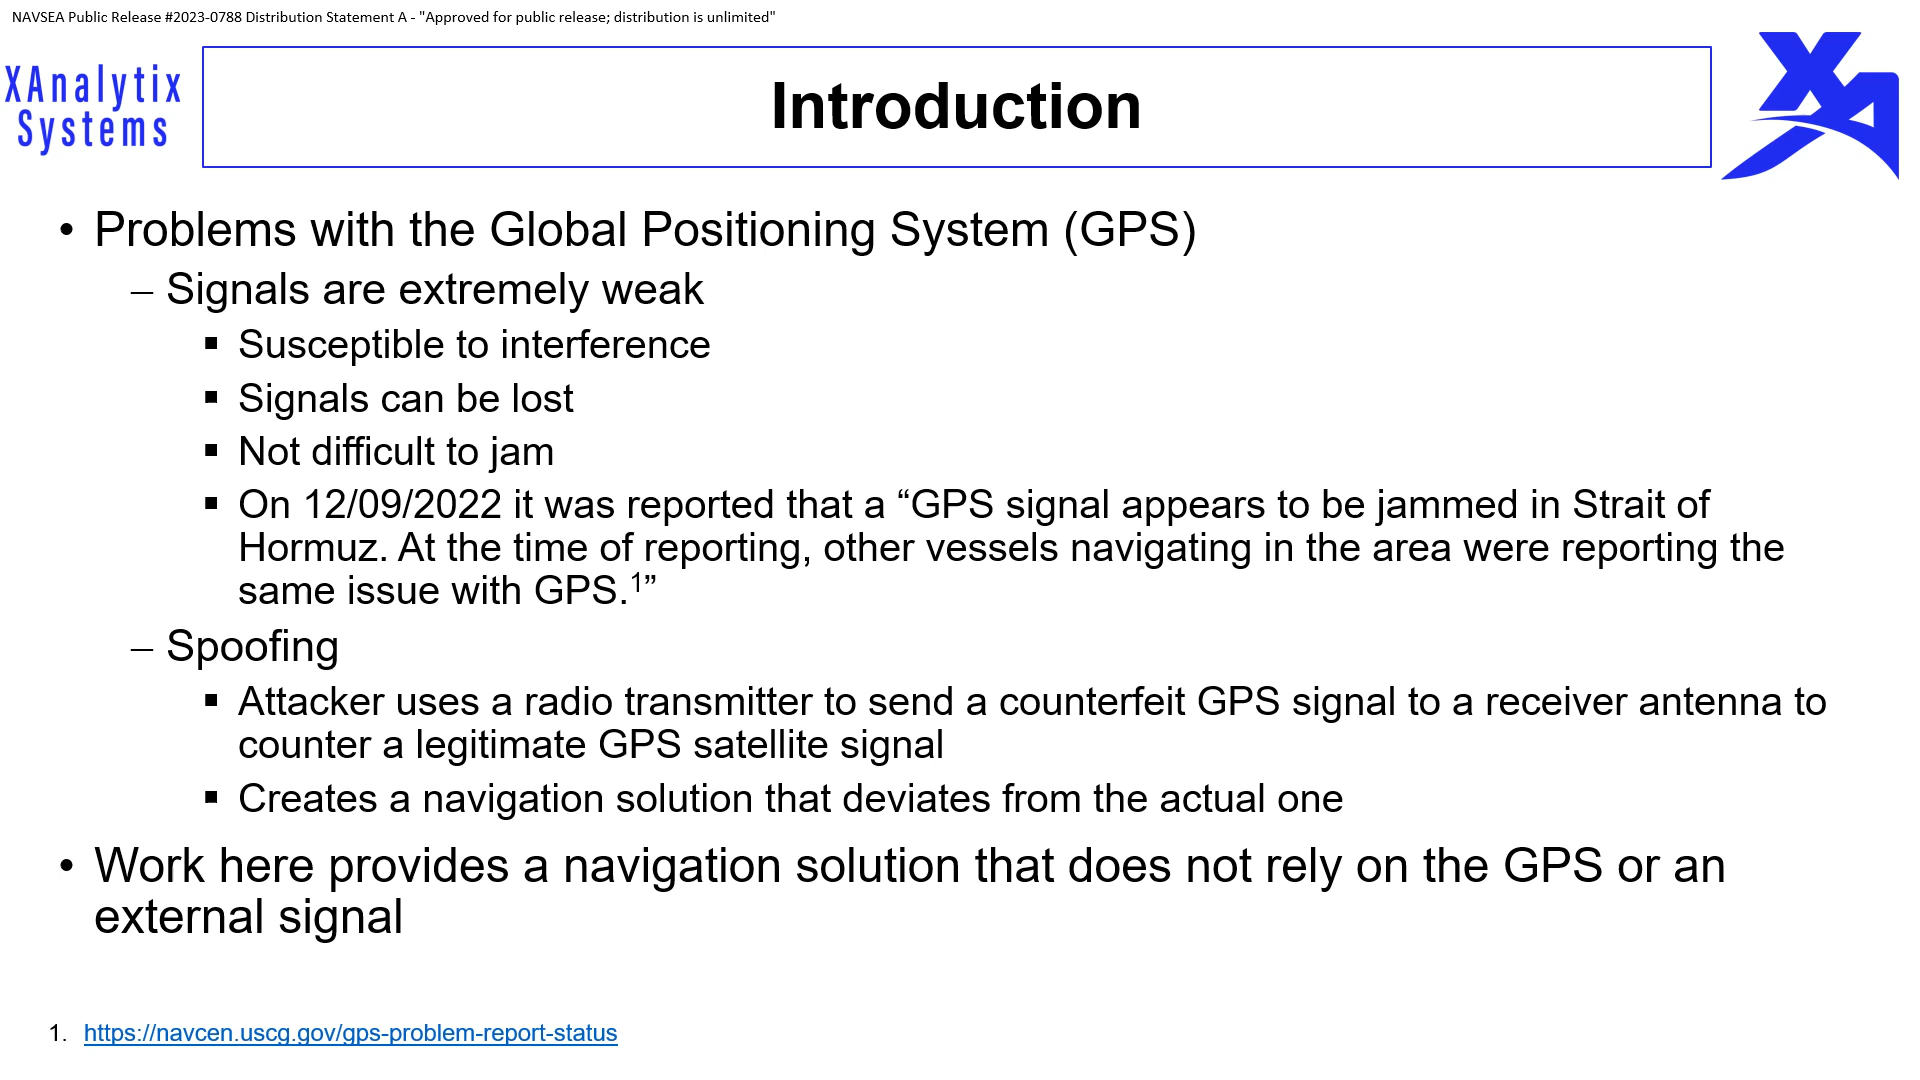 NAVSEA Public Release #2023-0788 Distribution Statement A - "Approved for public release; distribution is unlimited"
XAnalytix
Systems
Introduction
XA
• Problems with the Global Positioning System (GPS)
– Signals are extremely weak
▪ Susceptible to interference
▪ Signals can be lost
▪ Not difficult to jam
▪ On 12/09/2022 it was reported that a “GPS signal appears to be jammed in Strait of
Hormuz. At the time of reporting, other vessels navigating in the area were reporting the
same issue with GPS.¹”
– Spoofing
▪ Attacker uses a radio transmitter to send a counterfeit GPS signal to a receiver antenna to
counter a legitimate GPS satellite signal
▪ Creates a navigation solution that deviates from the actual one
• Work here provides a navigation solution that does not rely on the GPS or an
external signal
1. https://navcen.uscg.gov/gps-problem-report-status